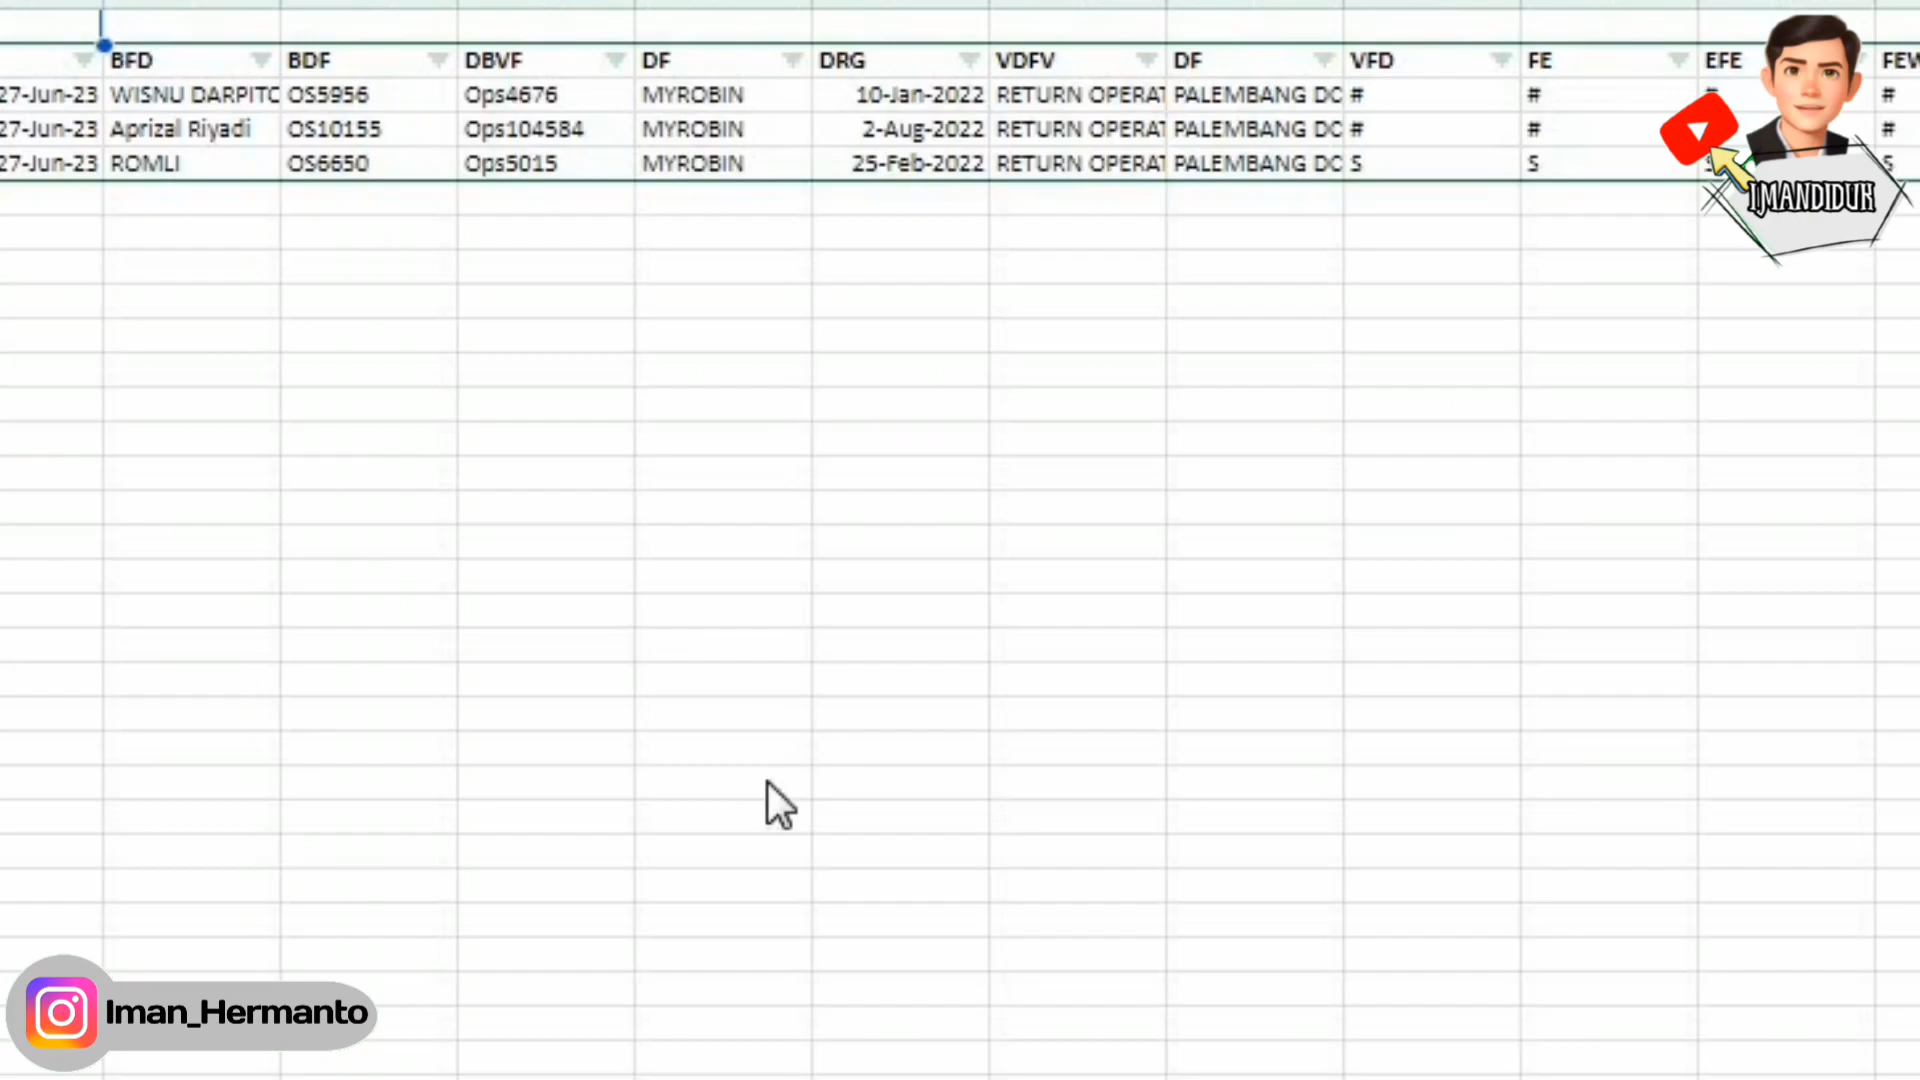 BFD BDF DBVF DF DRG VDFV DF VFD FE EFE FEW
27-Jun-23 WISNU DARPITO OS5956 Ops4676 MYROBIN 10-Jan-2022 RETURN OPERAT PALEMBANG DC # # #
27-Jun-23 Aprizal Riyadi OS10155 Ops104584 MYROBIN 2-Aug-2022 RETURN OPERAT PALEMBANG DC # # #
27-Jun-23 ROMLI OS6650 Ops5015 MYROBIN 25-Feb-2022 RETURN OPERAT PALEMBANG DC S S S
IMANDIDUK
Iman_Hermanto